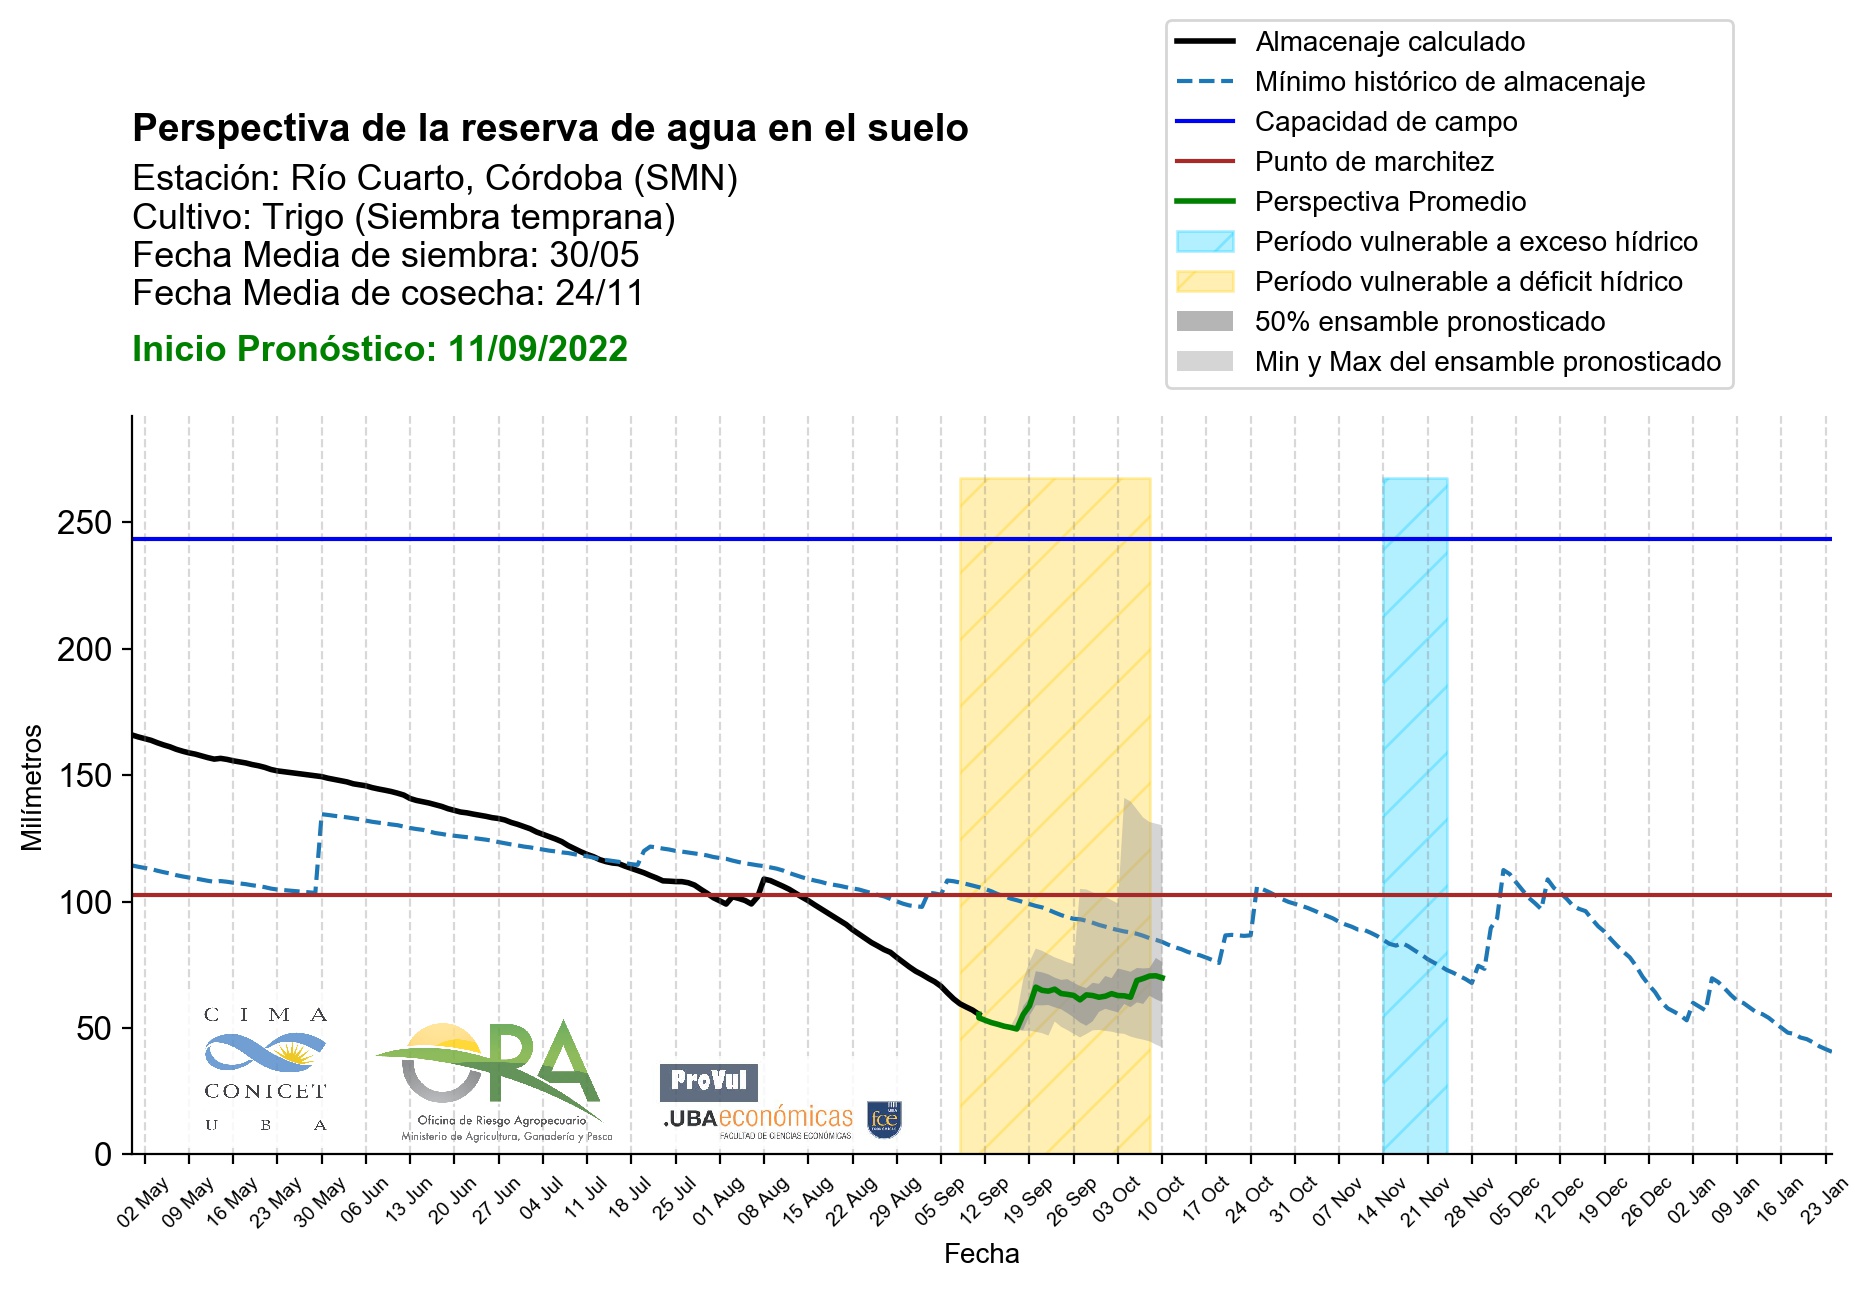 Almacenaje calculado
Mínimo histórico de almacenaje
Capacidad de campo
Punto de marchitez
Perspectiva Promedio
Período vulnerable a exceso hídrico
Período vulnerable a déficit hídrico
50% ensamble pronosticado
Min y Max del ensamble pronosticado
Perspectiva de la reserva de agua en el suelo
Estación: Río Cuarto, Córdoba (SMN)
Cultivo: Trigo (Siembra temprana)
Fecha Media de siembra: 30/05
Fecha Media de cosecha: 24/11
Inicio Pronóstico: 11/09/2022
Milímetros
250
200
150
100
50
0
CIMA
CONICET
UBA
ORA
Oficina de Riesgo Agropecuario
Ministerio de Agricultura, Ganadería y Pesca
ProVul
.UBAeconómicas
FACULTAD DE CIENCIAS ECONÓMICAS
fce
02 May
09 May
16 May
23 May
30 May
06 Jun
13 Jun
20 Jun
27 Jun
04 Jul
11 Jul
18 Jul
25 Jul
01 Aug
08 Aug
15 Aug
22 Aug
29 Aug
05 Sep
12 Sep
19 Sep
26 Sep
03 Oct
10 Oct
17 Oct
24 Oct
31 Oct
07 Nov
14 Nov
21 Nov
28 Nov
05 Dec
12 Dec
19 Dec
26 Dec
02 Jan
09 Jan
16 Jan
23 Jan
Fecha